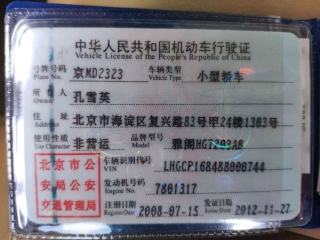 中华人民共和国机动车行驶证
Vehicle License of the People's Republic of China
号牌号码 京MD2323 车辆类型 小型轿车
Plate No. Vehicle Type
所有人 孔雪英
Owner
住址 北京市海淀区复兴路83号甲24楼1303号
Address
使用性质 非营运 品牌型号 雅阁HG7203AB
Use Character Model
北京市公 车辆识别代号 LHGCP168488000744
VIN
安局公安 发动机号码 7801317
Engine No.
交通管理局 注册日期 2008-07-15 发证日期 2012-11-27
Register Date Issue Date